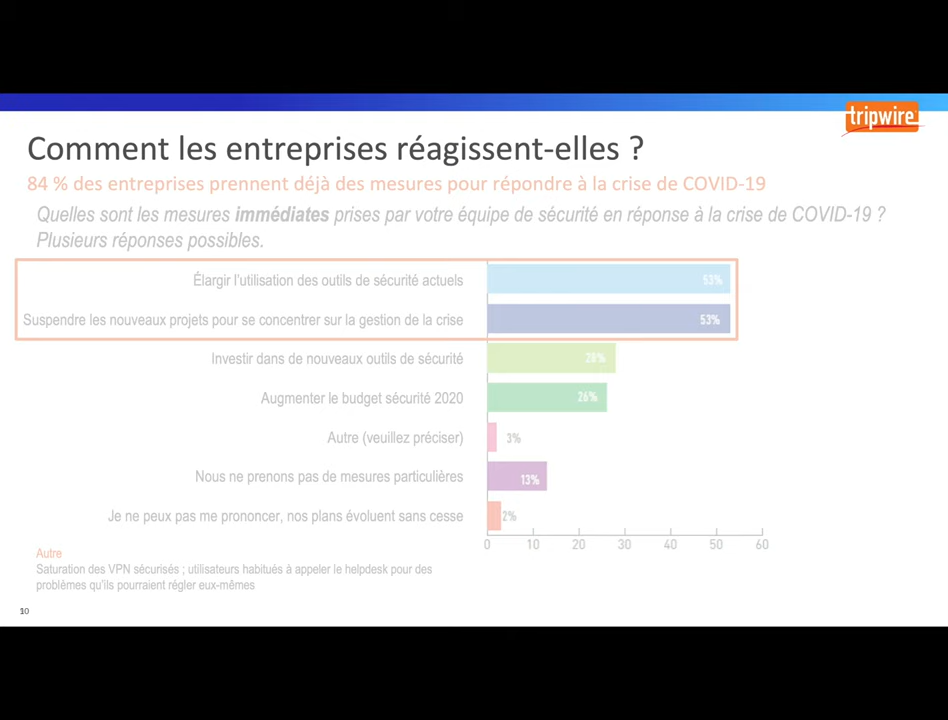 tripwire
Comment les entreprises réagissent-elles ?
84 % des entreprises prennent déjà des mesures pour répondre à la crise de COVID-19
Quelles sont les mesures immédiates prises par votre équipe de sécurité en réponse à la crise de COVID-19 ?
Plusieurs réponses possibles.
Élargir l'utilisation des outils de sécurité actuels 53%
Suspendre les nouveaux projets pour se concentrer sur la gestion de la crise 53%
Investir dans de nouveaux outils de sécurité 28%
Augmenter le budget sécurité 2020 26%
Autre (veuillez préciser) 3%
Nous ne prenons pas de mesures particulières 13%
Je ne peux pas me prononcer, nos plans évoluent sans cesse 2%
0 10 20 30 40 50 60
Autre
Saturation des VPN sécurisés ; utilisateurs habitués à appeler le helpdesk pour des
problèmes qu'ils pourraient régler eux-mêmes
10